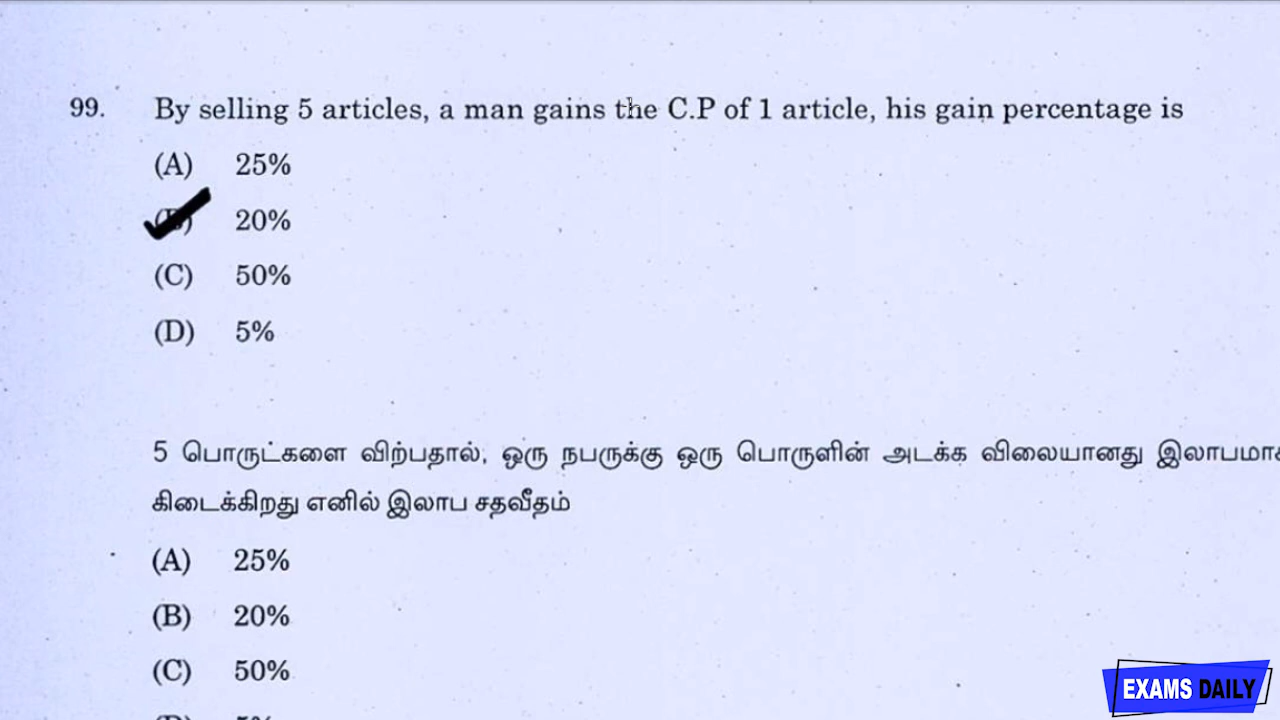 99. By selling 5 articles, a man gains the C.P of 1 article, his gain percentage is
(A) 25%
(B) 20%
(C) 50%
(D) 5%
5 பொருட்களை விற்பதால், ஒரு நபருக்கு ஒரு பொருளின் அடக்க விலையானது இலாபமாக
கிடைக்கிறது எனில் இலாப சதவீதம்
(A) 25%
(B) 20%
(C) 50%
(D) 5%
EXAMS DAILY